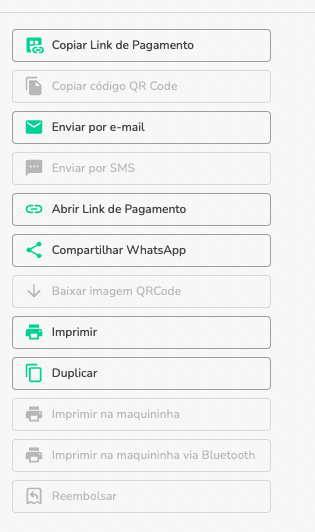 Copiar Link de Pagamento
Copiar código QR Code
Enviar por e-mail
Enviar por SMS
Abrir Link de Pagamento
Compartilhar WhatsApp
Baixar imagem QRCode
Imprimir
Duplicar
Imprimir na maquininha
Imprimir na maquininha via Bluetooth
Reembolsar